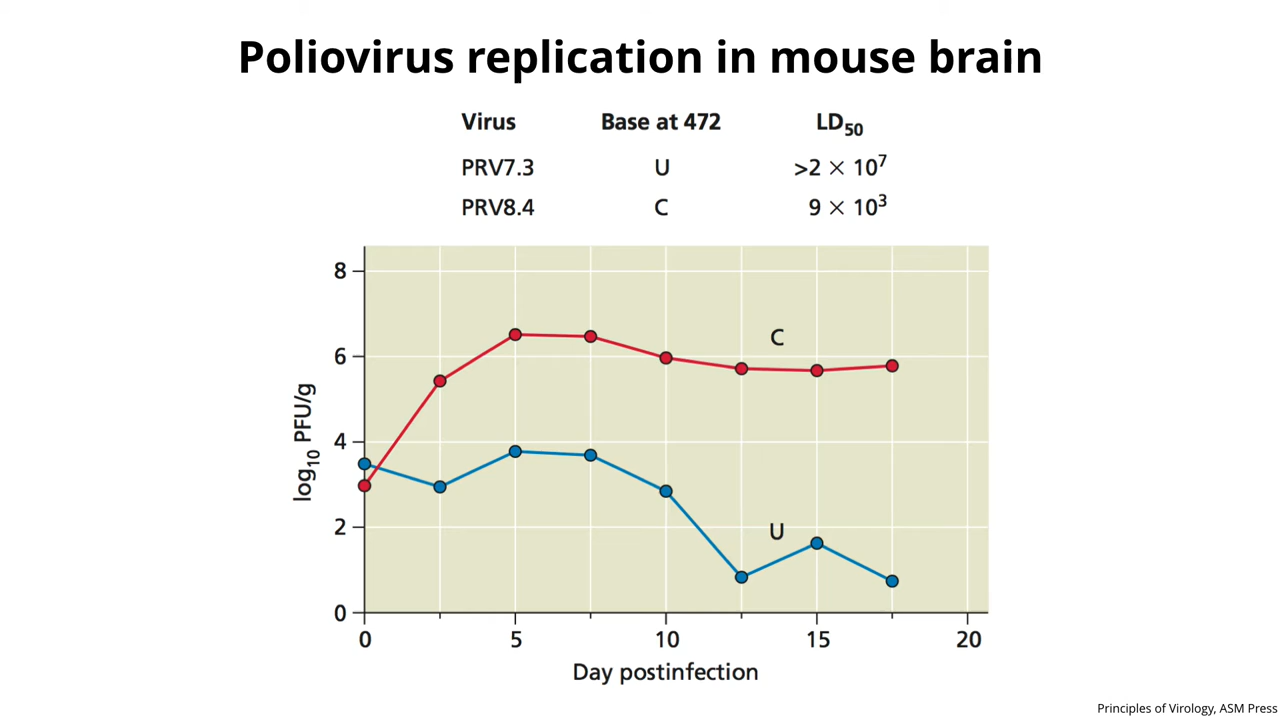 Poliovirus replication in mouse brain
Virus Base at 472 LD50
PRV7.3 U >2 × 10⁷
PRV8.4 C 9 × 10³
8
6
4
2
0
log10 PFU/g
C
U
0 5 10 15 20
Day postinfection
Principles of Virology, ASM Press